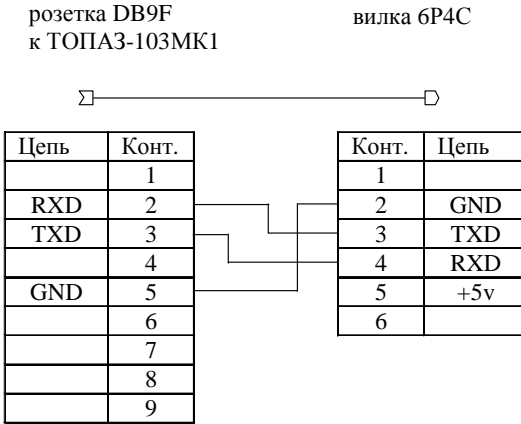 розетка DB9F
к ТОПАЗ-103МК1
вилка 6P4C
Цепь Конт.
1
RXD 2
TXD 3
4
GND 5
6
7
8
9
Конт. Цепь
1
2 GND
3 TXD
4 RXD
5 +5v
6